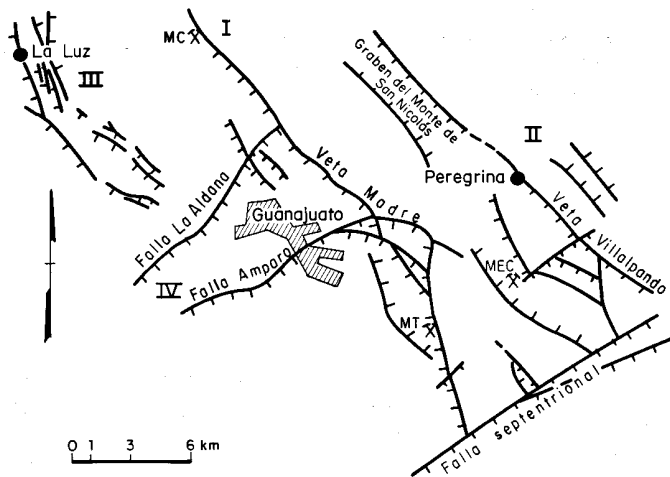 MC
I
La Luz
III
Graben del Monte de
San Nicolás
II
Peregrina
Veta
Villalpando
Veta
Madre
Guanajuato
Falla La Aldana
IV
Falla Amparo
MEC
MT
Falla septentrional
0 1 3 6 km